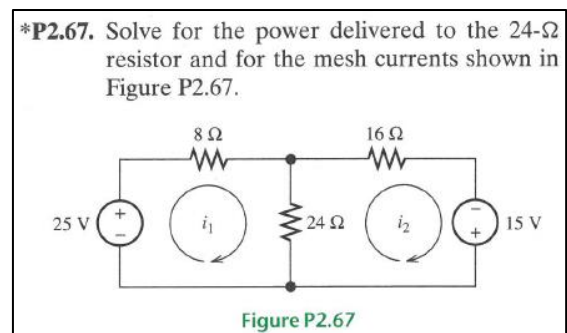 *P2.67. Solve for the power delivered to the 24-Ω
resistor and for the mesh currents shown in
Figure P2.67.
8 Ω 16 Ω
25 V + − i₁ 24 Ω i₂ − + 15 V
Figure P2.67